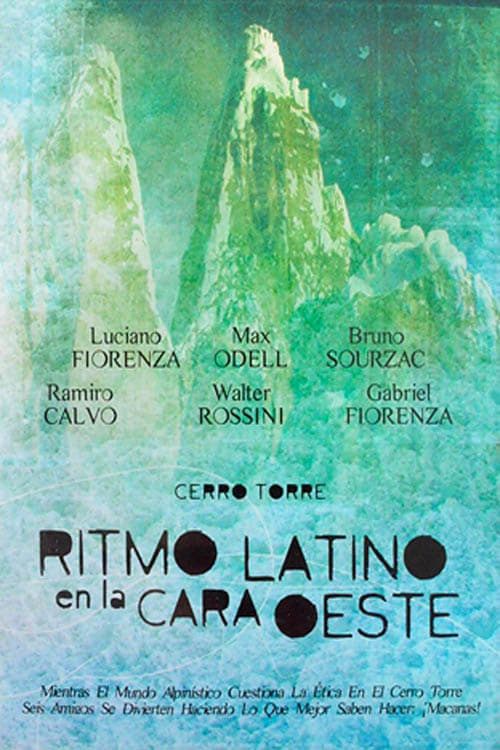 Luciano Max Bruno
FIORENZA ODELL SOURZAC
Ramiro Walter Gabriel
CALVO ROSSINI FIORENZA
CERRO TORRE
RITMO LATINO
en la CARA OESTE
Mientras El Mundo Alpinístico Cuestiona La Ética En El Cerro Torre
Seis Amigos Se Divierten Haciendo Lo Que Mejor Saben Hacer: ¡Macanas!